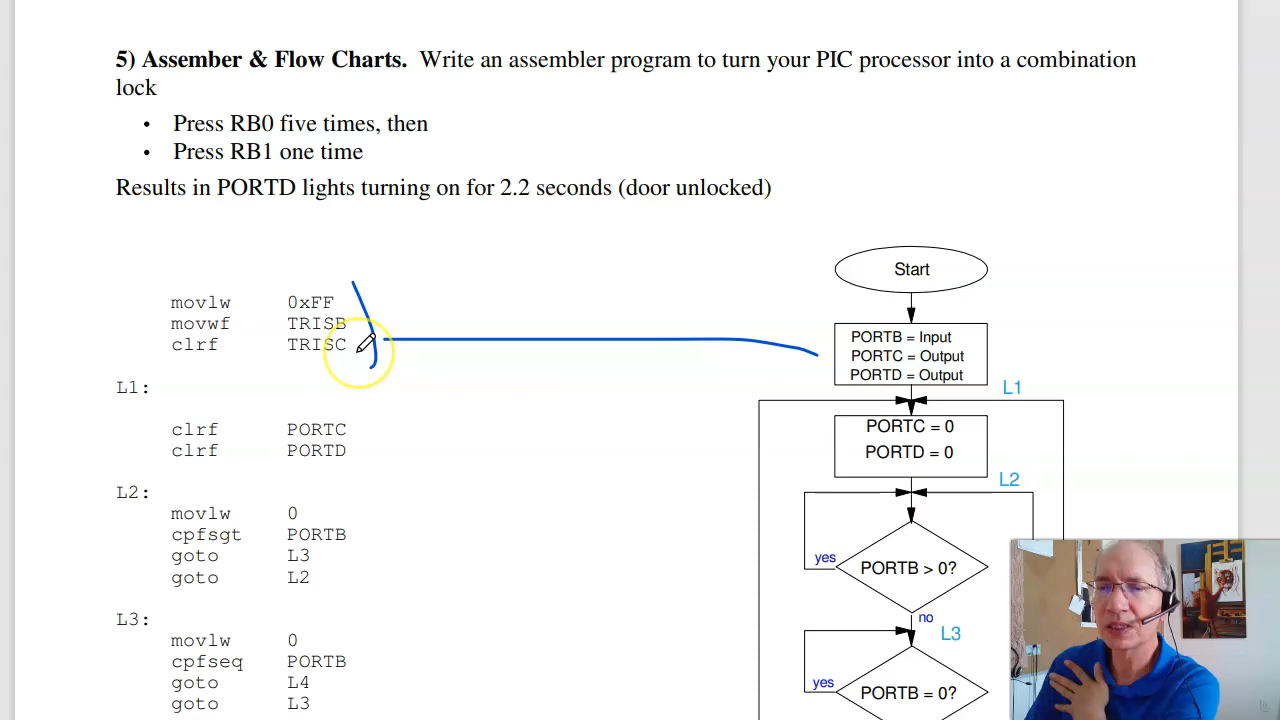 5) Assember & Flow Charts. Write an assembler program to turn your PIC processor into a combination
lock
• Press RB0 five times, then
• Press RB1 one time
Results in PORTD lights turning on for 2.2 seconds (door unlocked)
movlw 0xFF
movwf TRISB
clrf TRISC
L1:
clrf PORTC
clrf PORTD
L2:
movlw 0
cpfsgt PORTB
goto L3
goto L2
L3:
movlw 0
cpfseq PORTB
goto L4
goto L3
Start
PORTB = Input
PORTC = Output
PORTD = Output
L1
PORTC = 0
PORTD = 0
L2
yes
PORTB > 0?
no
L3
yes
PORTB = 0?